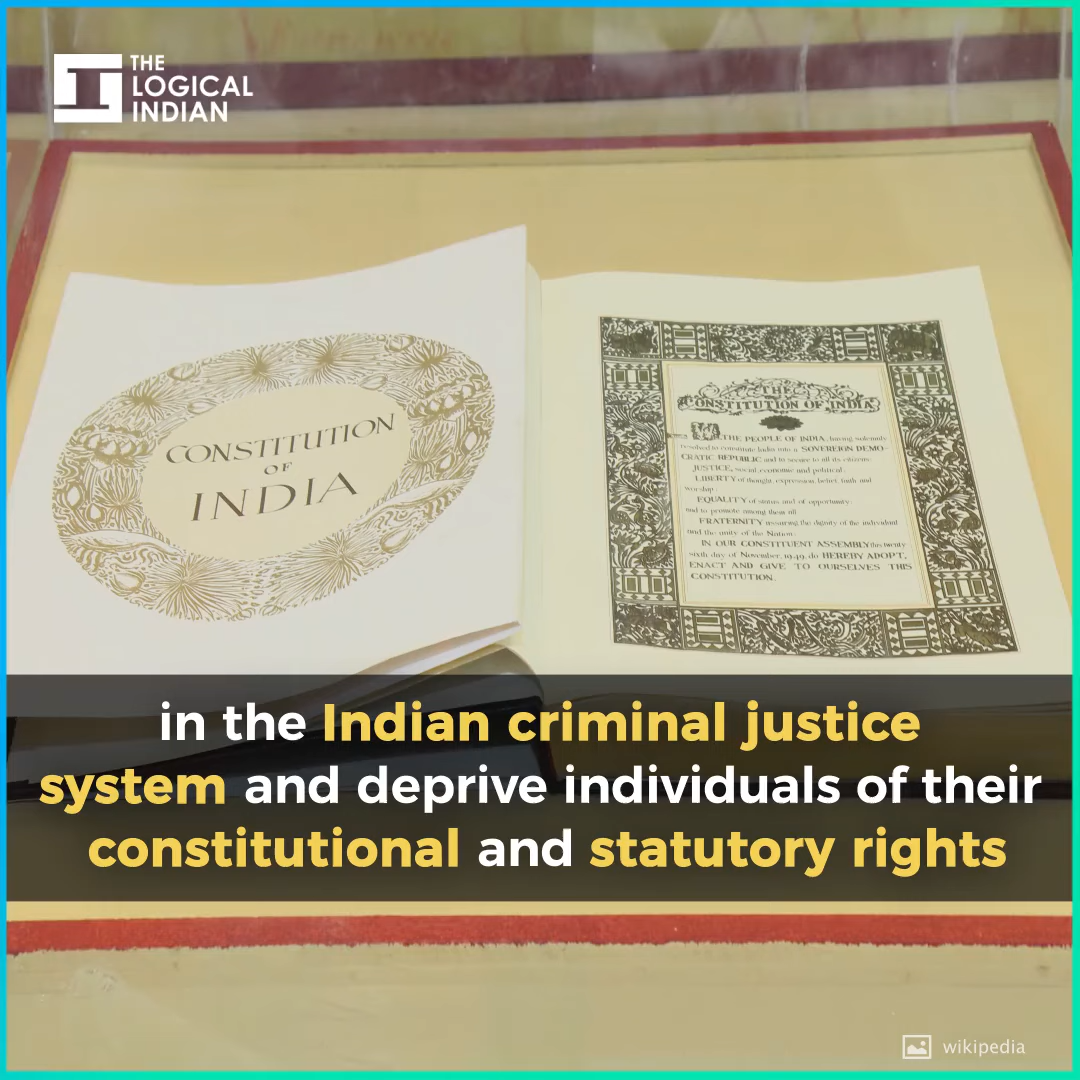 THE
LOGICAL
INDIAN
CONSTITUTION
OF
INDIA
THE
CONSTITUTION OF INDIA
WE, THE PEOPLE OF INDIA, having solemnly
resolved to constitute India into a SOVEREIGN DEMO-
CRATIC REPUBLIC and to secure to all its citizens:
JUSTICE, social, economic and political;
LIBERTY of thought, expression, belief, faith and
worship;
EQUALITY of status and of opportunity;
and to promote among them all
FRATERNITY assuring the dignity of the individual
and the unity of the Nation;
IN OUR CONSTITUENT ASSEMBLY this twenty
sixth day of November, 1949, do HEREBY ADOPT,
ENACT AND GIVE TO OURSELVES THIS
CONSTITUTION.
in the Indian criminal justice
system and deprive individuals of their
constitutional and statutory rights
wikipedia